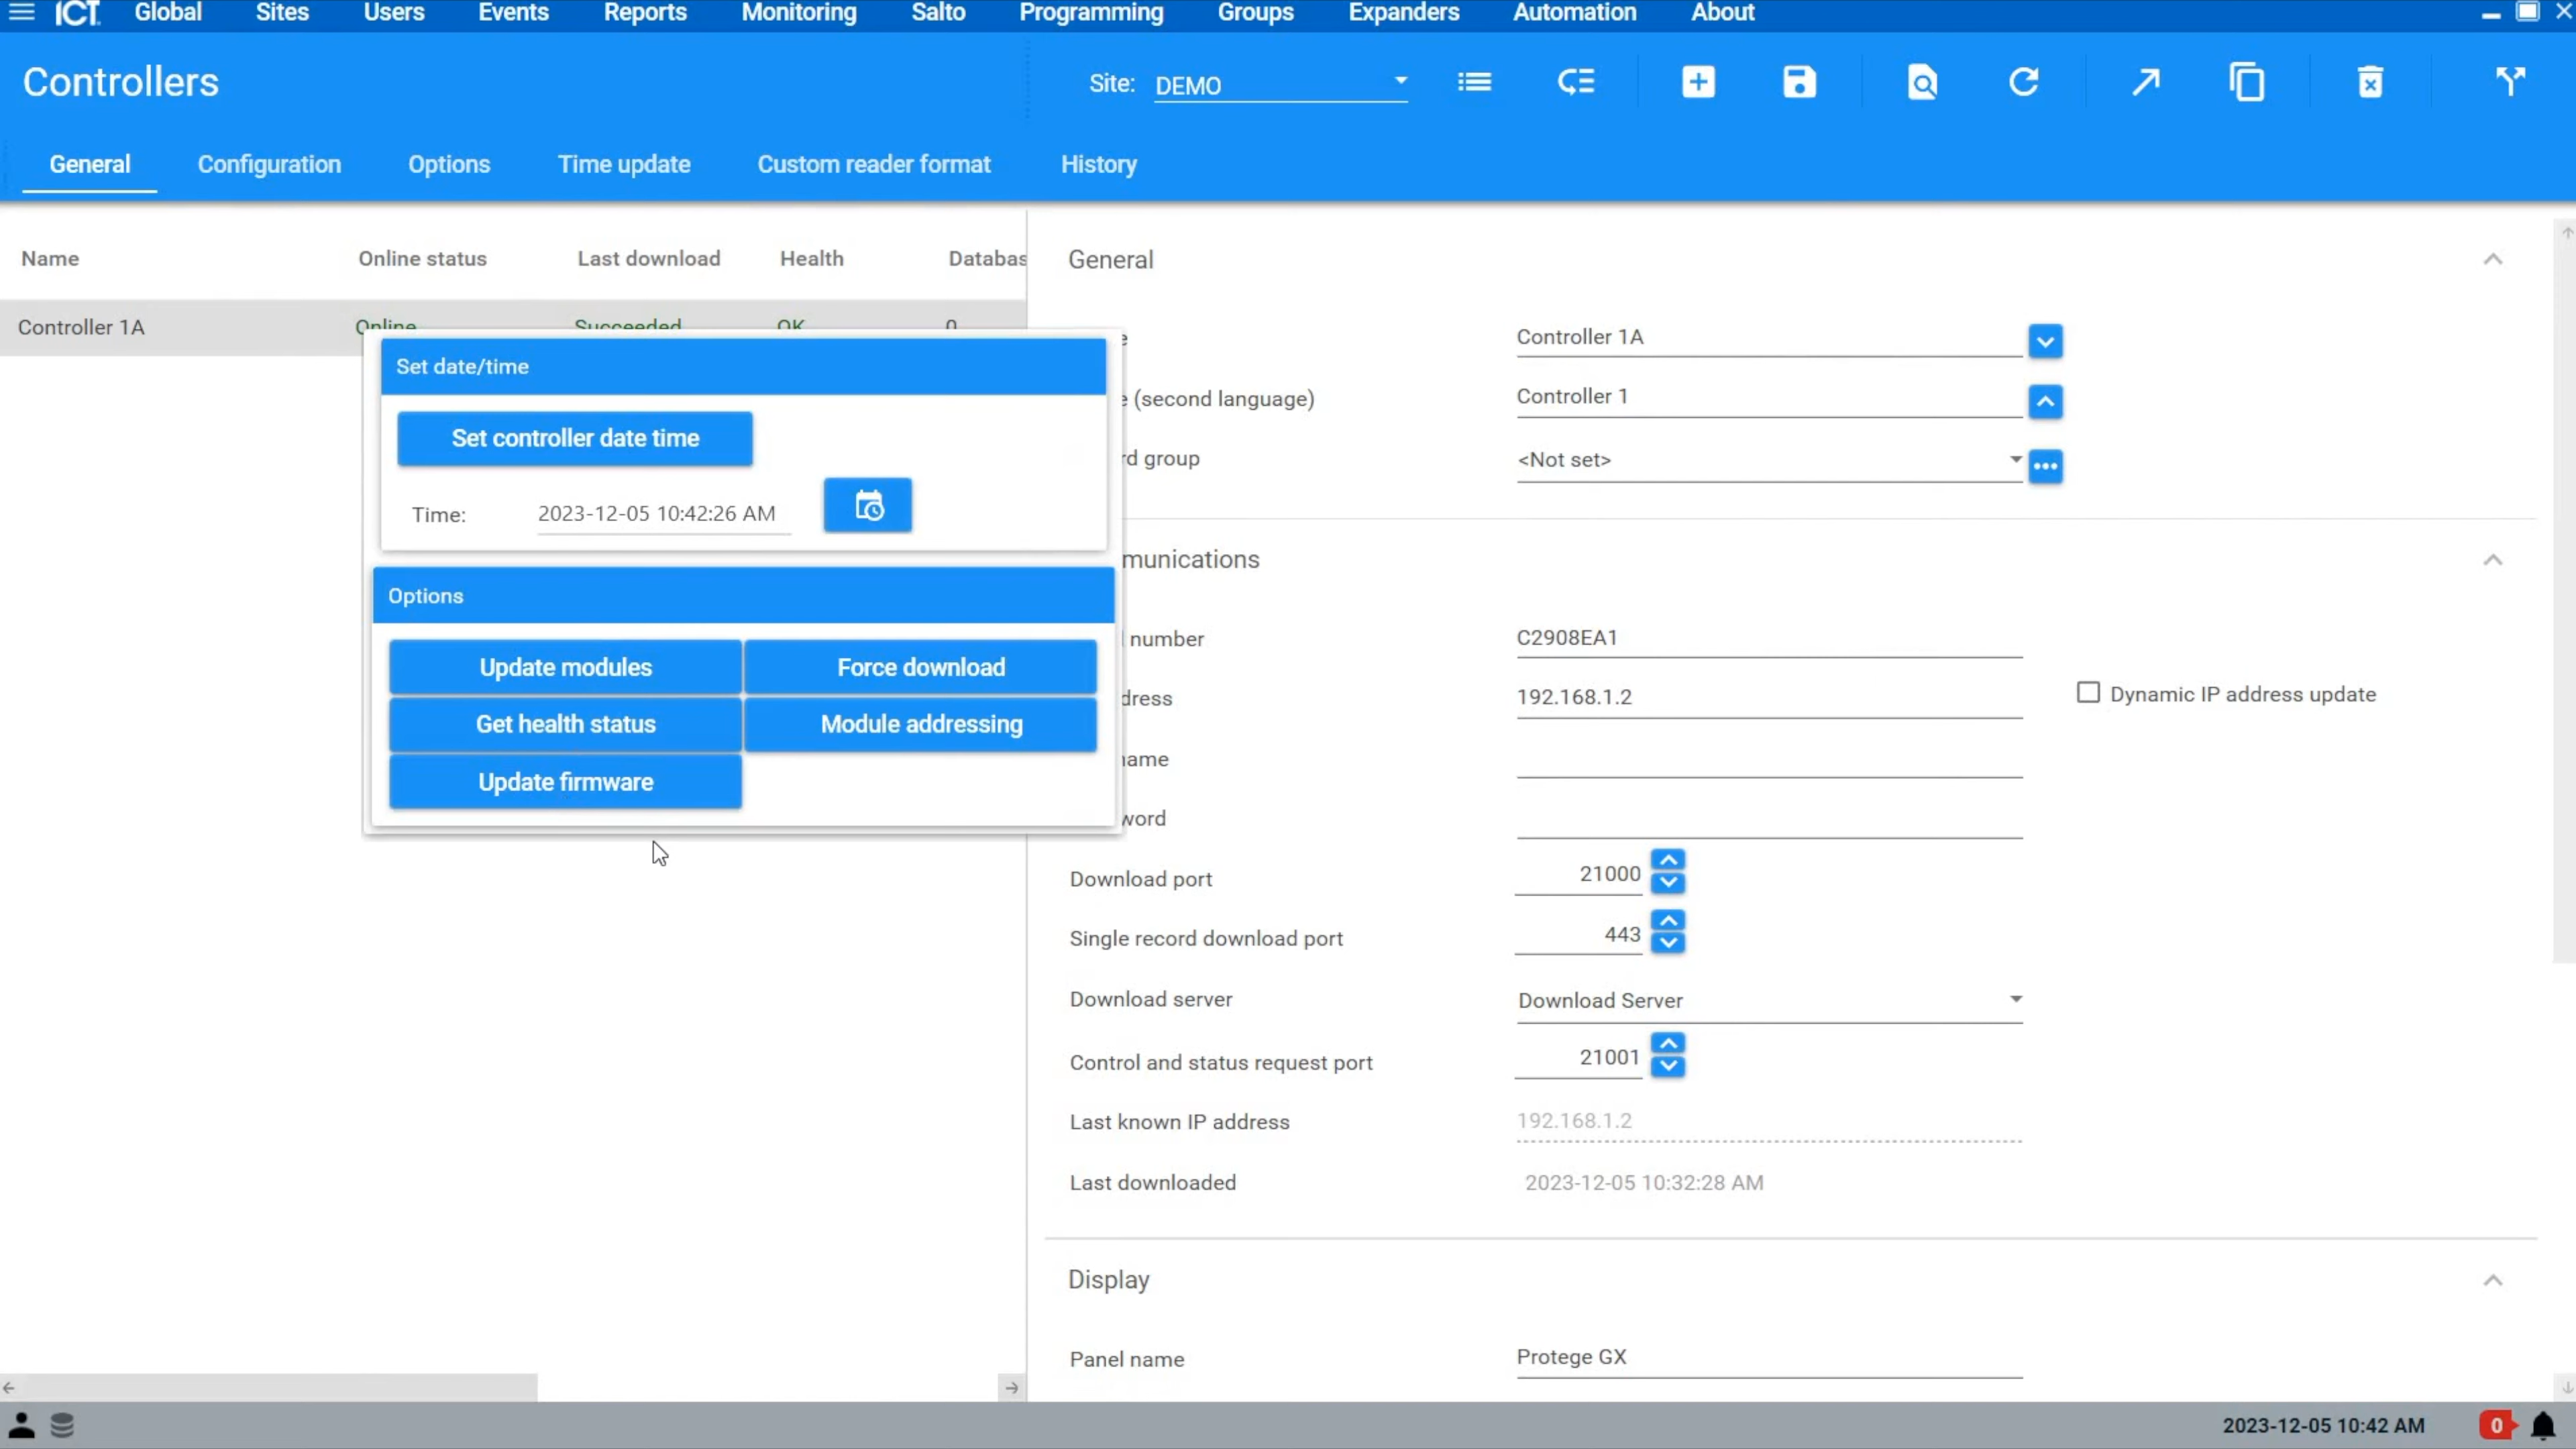 ICT Global Sites Users Events Reports Monitoring Salto Programming Groups Expanders Automation About
Controllers
Site: DEMO
General Configuration Options Time update Custom reader format History
Name Online status Last download Health Databas
Controller 1A Online Succeeded OK 0
Set date/time
Set controller date time
Time: 2023-12-05 10:42:26 AM
Options
Update modules Force download
Get health status Module addressing
Update firmware
General
e Controller 1A
e (second language) Controller 1
rd group <Not set>
munications
l number C2908EA1
dress 192.168.1.2 Dynamic IP address update
name
word
Download port 21000
Single record download port 443
Download server Download Server
Control and status request port 21001
Last known IP address 192.168.1.2
Last downloaded 2023-12-05 10:32:28 AM
Display
Panel name Protege GX
2023-12-05 10:42 AM 0